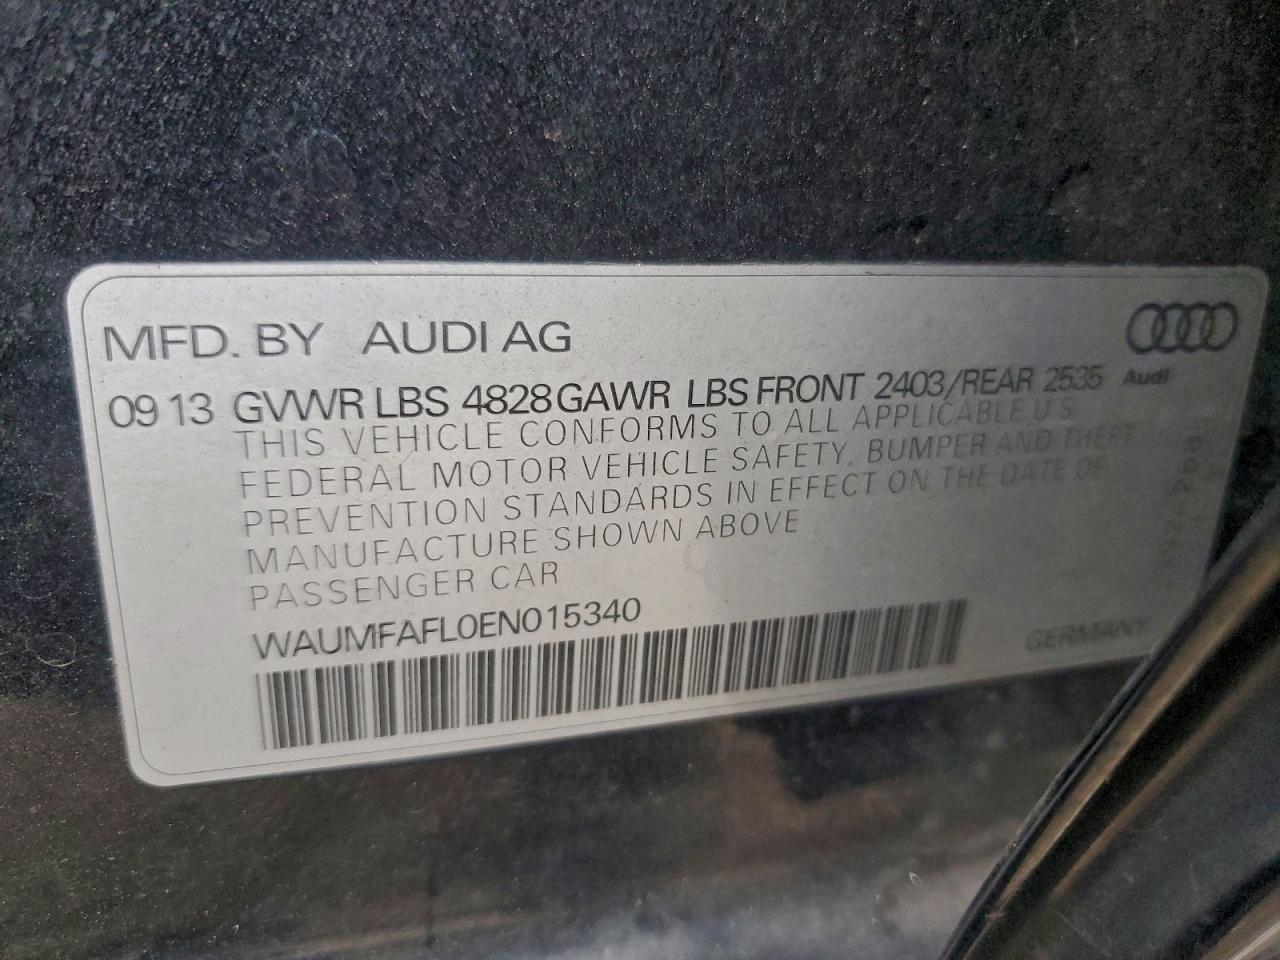 MFD. BY AUDI AG
Audi
09 13 GVWR LBS 4828 GAWR LBS FRONT 2403/REAR 2535
THIS VEHICLE CONFORMS TO ALL APPLICABLE U S
FEDERAL MOTOR VEHICLE SAFETY, BUMPER AND THEFT
PREVENTION STANDARDS IN EFFECT ON THE DATE OF
MANUFACTURE SHOWN ABOVE
PASSENGER CAR
WAUMFAFL0EN015340
GERMANY